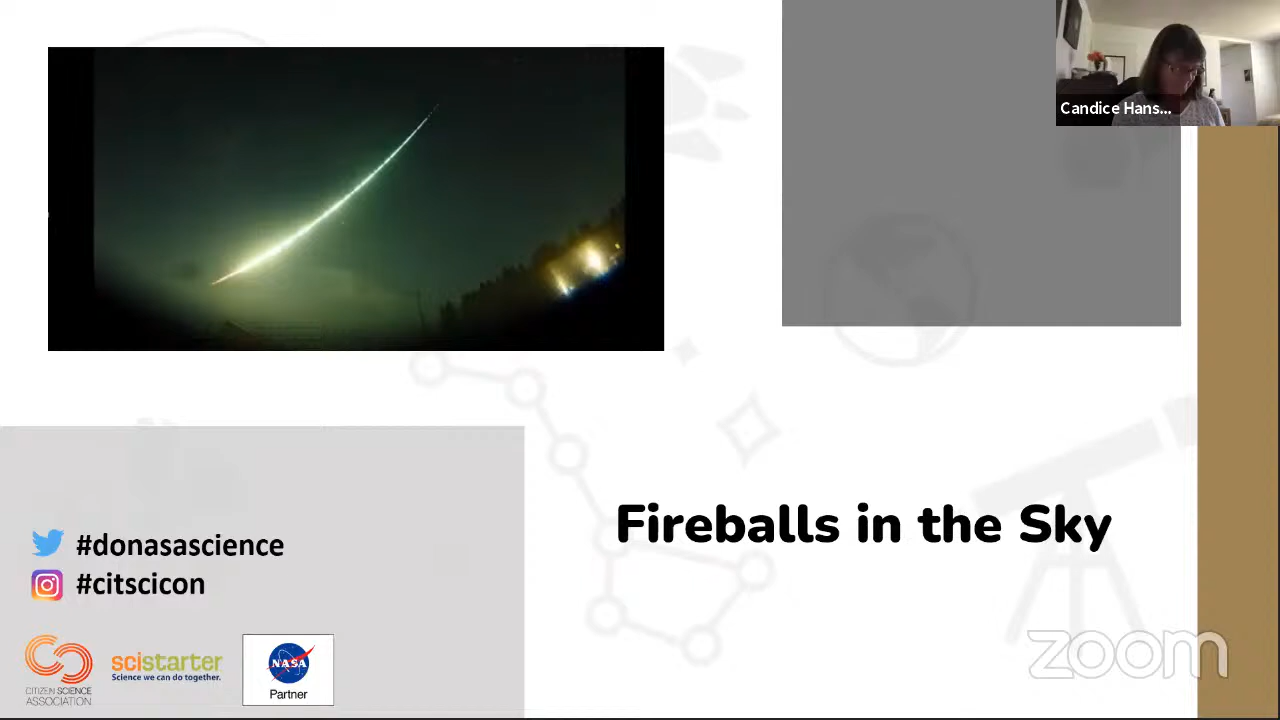 Candice Hans...
#donasascience
#citscicon
Fireballs in the Sky
CITIZEN SCIENCE
ASSOCIATION
scistarter
Science we can do together.
NASA
Partner
zoom